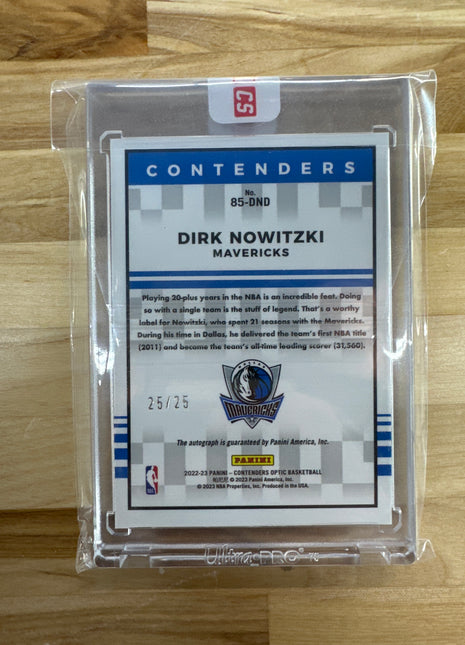 CS
CONTENDERS
No.
85-DND
DIRK NOWITZKI
MAVERICKS
Playing 20-plus years in the NBA is an incredible feat. Doing
so with a single team is the stuff of legend. That's a worthy
label for Nowitzki, who spent 21 seasons with the Mavericks.
During his time in Dallas, he delivered the team's first NBA title
(2011) and became the team's all-time leading scorer (31,560).
DALLAS
MAVERICKS
25/25
The autograph is guaranteed by Panini America, Inc.
PANINI
2022-23 PANINI – CONTENDERS OPTIC BASKETBALL
© 2023 Panini America, Inc.
© 2023 NBA Properties, Inc. Produced in the USA.
Ultra PRO